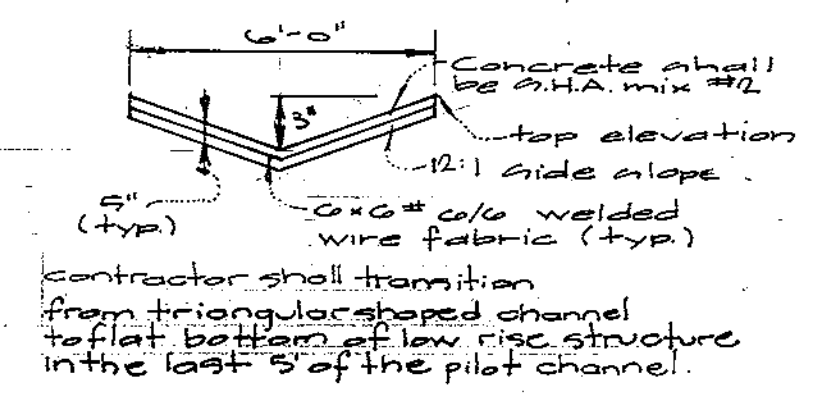 6'-0"
Concrete shall
be S.H.A. mix #2
3"
top elevation
12:1 side slope
5"
(typ.)
6x6# 6/6 welded
wire fabric (typ.)
contractor shall transition
from triangular shaped channel
to flat bottom of low rise structure
in the last 5' of the pilot channel.